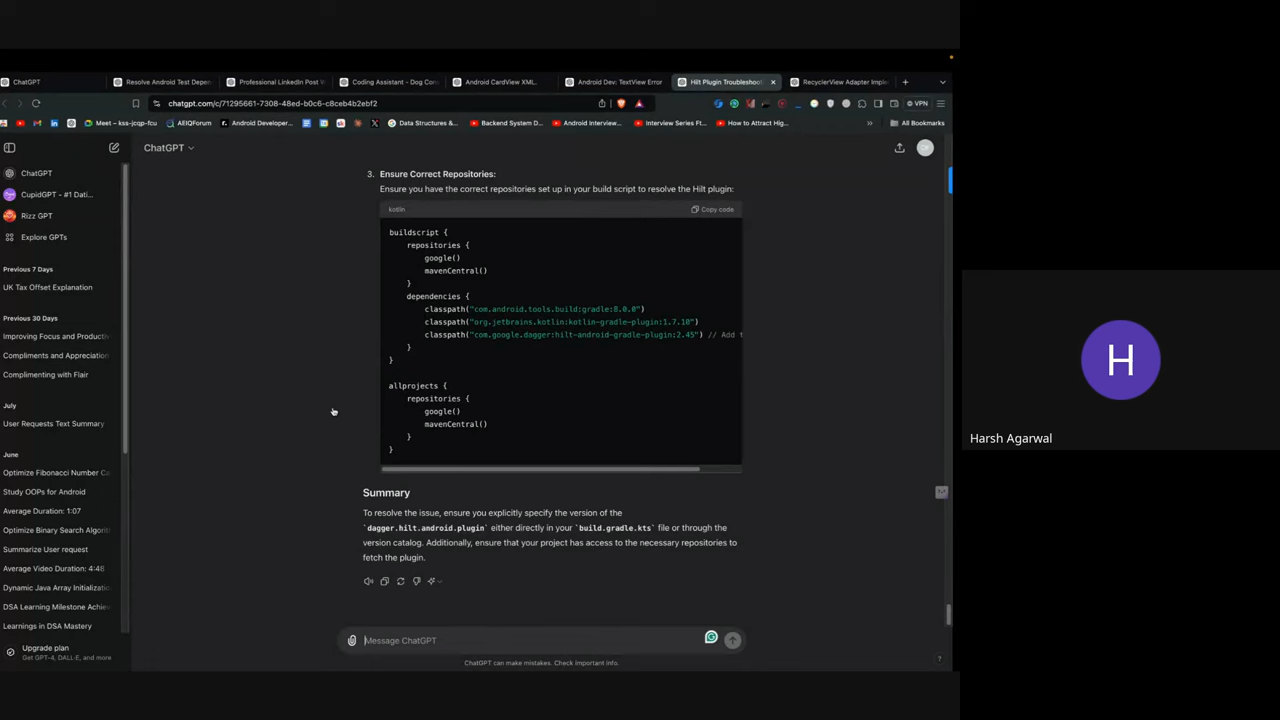 ChatGPT
Resolve Android Test Depe
Professional LinkedIn Post
Coding Assistant - Dog Con
Android CardView XML
Android Dev: TextView Error
Hilt Plugin Troubleshoot
RecyclerView Adapter Imple
chatgpt.com/c/71295661-7308-48ed-b0c6-c8ceb4b2ebf2
VPN
Meet – kss-jcqp-fcu
AEIQForum
Android Developer...
Data Structures &...
Backend System D...
Android Interview...
Interview Series Ft...
How to Attract Hig...
All Bookmarks
ChatGPT
ChatGPT
CupidGPT - #1 Dati...
Rizz GPT
Explore GPTs
Previous 7 Days
UK Tax Offset Explanation
Previous 30 Days
Improving Focus and Producti
Compliments and Appreciation
Complimenting with Flair
July
User Requests Text Summary
June
Optimize Fibonacci Number Ca
Study OOPs for Android
Average Duration: 1:07
Optimize Binary Search Algorit
Summarize User request
Average Video Duration: 4:48
Dynamic Java Array Initializatio
DSA Learning Milestone Achiev
Learnings in DSA Mastery
Upgrade plan
Get GPT-4, DALL·E, and more
3. Ensure Correct Repositories:
Ensure you have the correct repositories set up in your build script to resolve the Hilt plugin:
kotlin
Copy code
buildscript {
repositories {
google()
mavenCentral()
}
dependencies {
classpath("com.android.tools.build:gradle:8.0.0")
classpath("org.jetbrains.kotlin:kotlin-gradle-plugin:1.7.10")
classpath("com.google.dagger:hilt-android-gradle-plugin:2.45") // Add t
}
}
allprojects {
repositories {
google()
mavenCentral()
}
}
Summary
To resolve the issue, ensure you explicitly specify the version of the
`dagger.hilt.android.plugin` either directly in your `build.gradle.kts` file or through the
version catalog. Additionally, ensure that your project has access to the necessary repositories to
fetch the plugin.
Message ChatGPT
ChatGPT can make mistakes. Check important info.
?
H
Harsh Agarwal